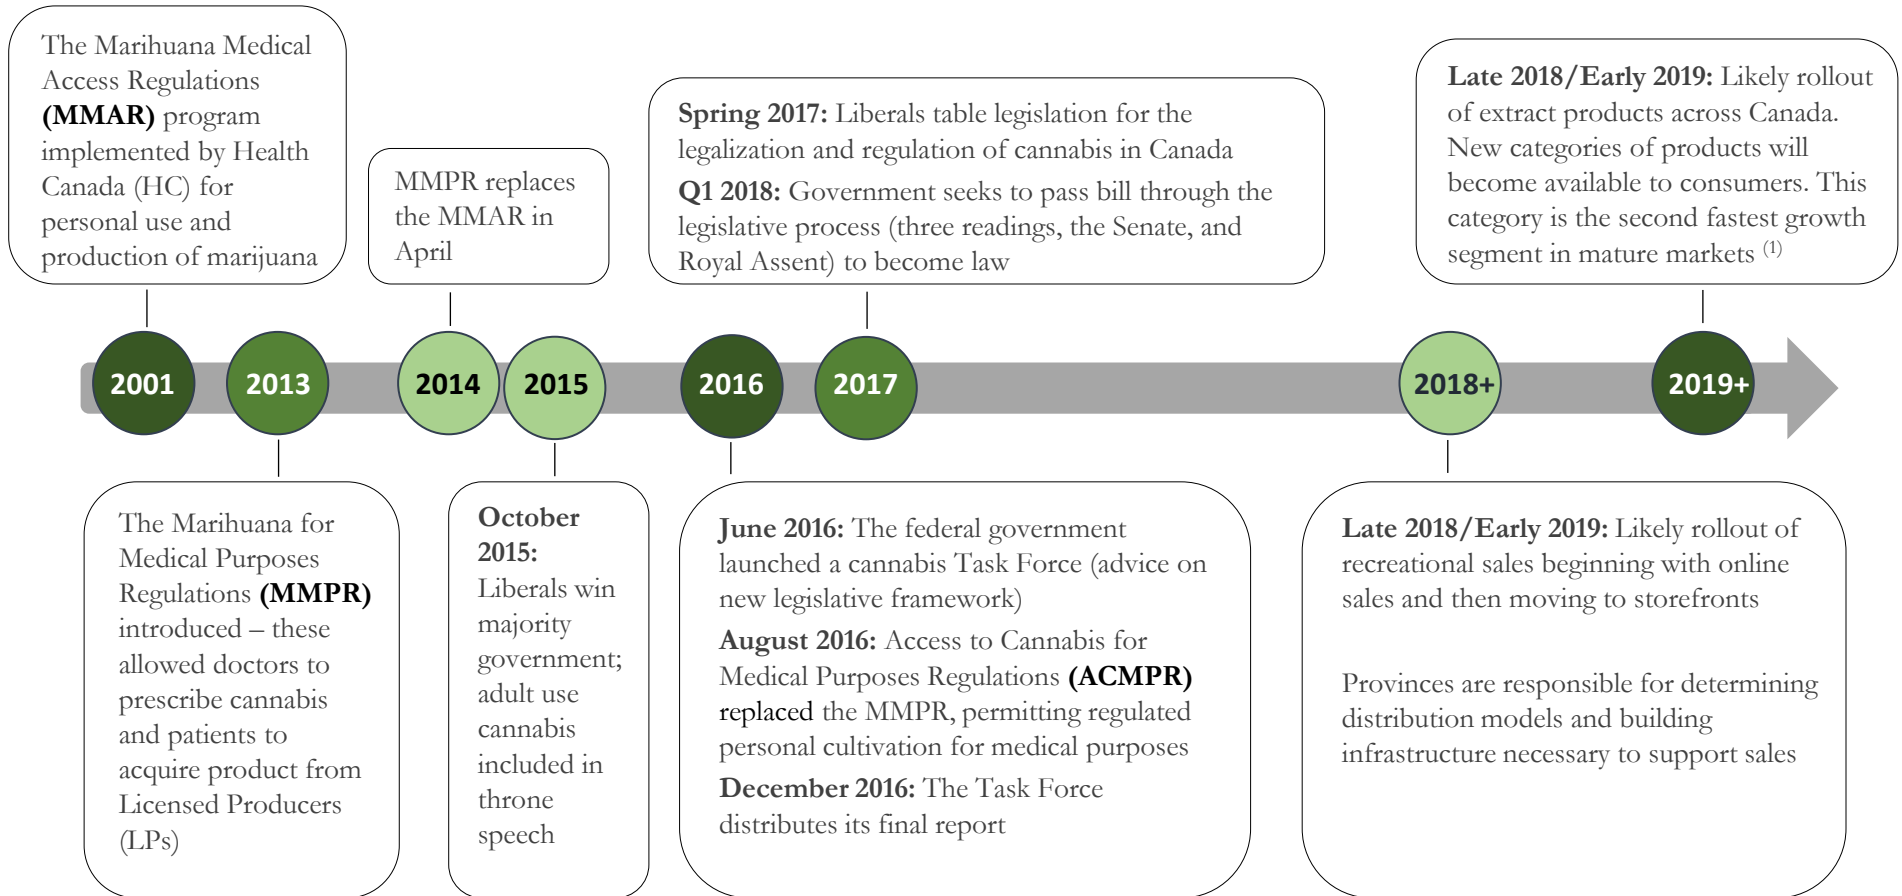 The Marihuana Medical
Access Regulations
(MMAR) program
implemented by Health
Canada (HC) for
personal use and
production of marijuana
MMPR replaces
the MMAR in
April
Spring 2017: Liberals table legislation for the
legalization and regulation of cannabis in Canada
Q1 2018: Government seeks to pass bill through the
legislative process (three readings, the Senate, and
Royal Assent) to become law
Late 2018/Early 2019: Likely rollout
of extract products across Canada.
New categories of products will
become available to consumers. This
category is the second fastest growth
segment in mature markets (1)
2001
2013
2014
2015
2016
2017
2018+
2019+
The Marihuana for
Medical Purposes
Regulations (MMPR)
introduced – these
allowed doctors to
prescribe cannabis
and patients to
acquire product from
Licensed Producers
(LPs)
October
2015:
Liberals win
majority
government;
adult use
cannabis
included in
throne
speech
June 2016: The federal government
launched a cannabis Task Force (advice on
new legislative framework)
August 2016: Access to Cannabis for
Medical Purposes Regulations (ACMPR)
replaced the MMPR, permitting regulated
personal cultivation for medical purposes
December 2016: The Task Force
distributes its final report
Late 2018/Early 2019: Likely rollout of
recreational sales beginning with online
sales and then moving to storefronts
Provinces are responsible for determining
distribution models and building
infrastructure necessary to support sales